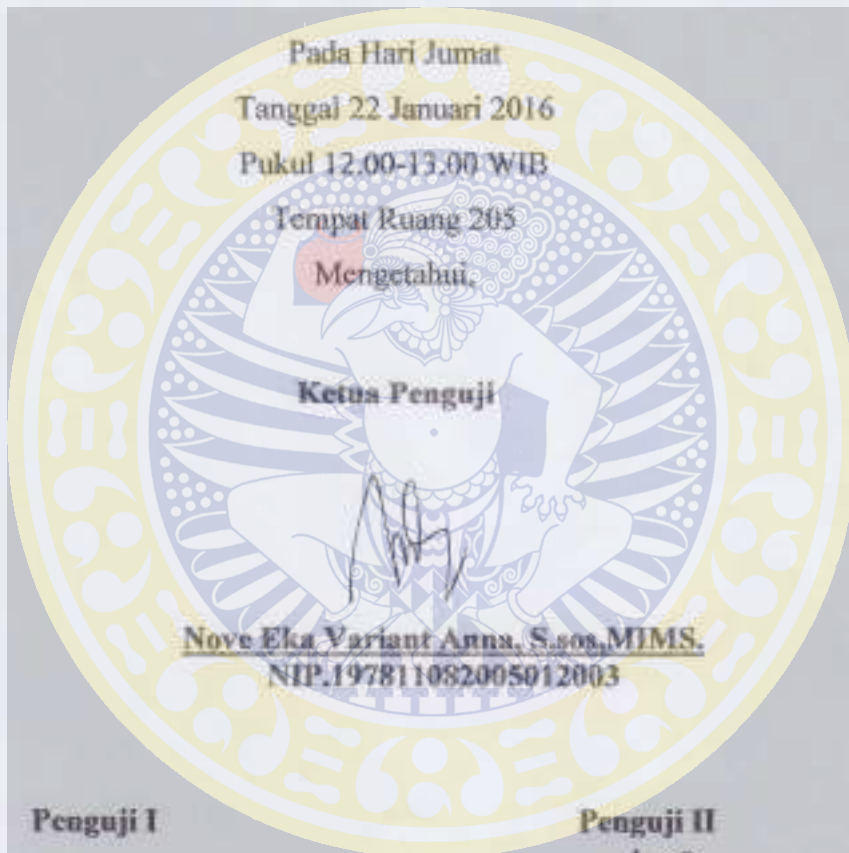 Pada Hari Jumat
Tanggal 22 Januari 2016
Pukul 12.00-13.00 WIB
Tempat Ruang 205
Mengetahui,
Ketua Penguji
Nove Eka Variant Anna, S.sos,MIMS.
NIP.197811082005012003
Penguji I Penguji II